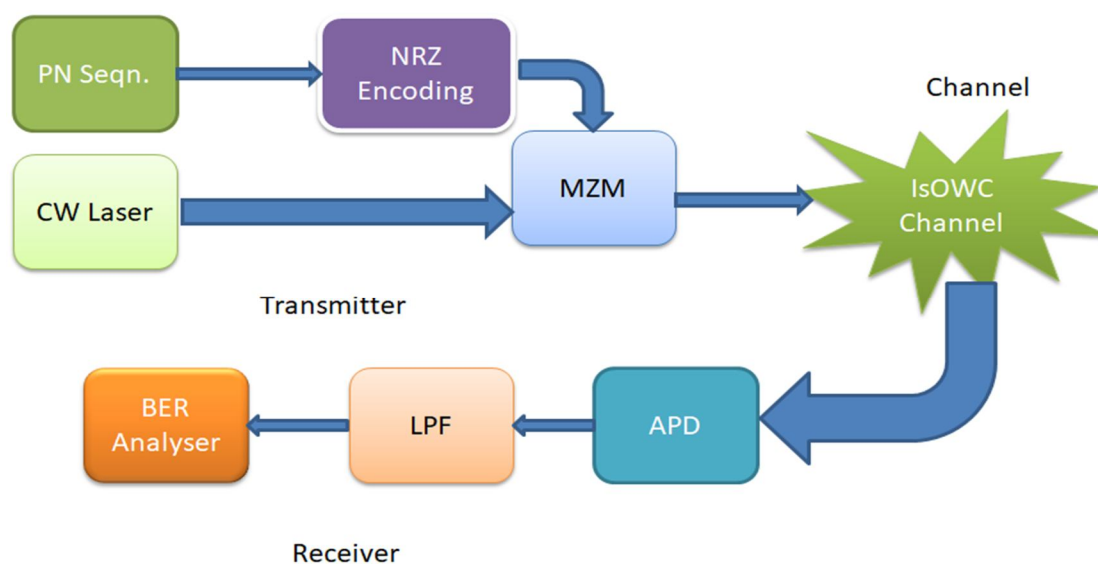 PN Seqn.
NRZ
Encoding
Channel
CW Laser
MZM
IsOWC
Channel
Transmitter
BER
Analyser
LPF
APD
Receiver